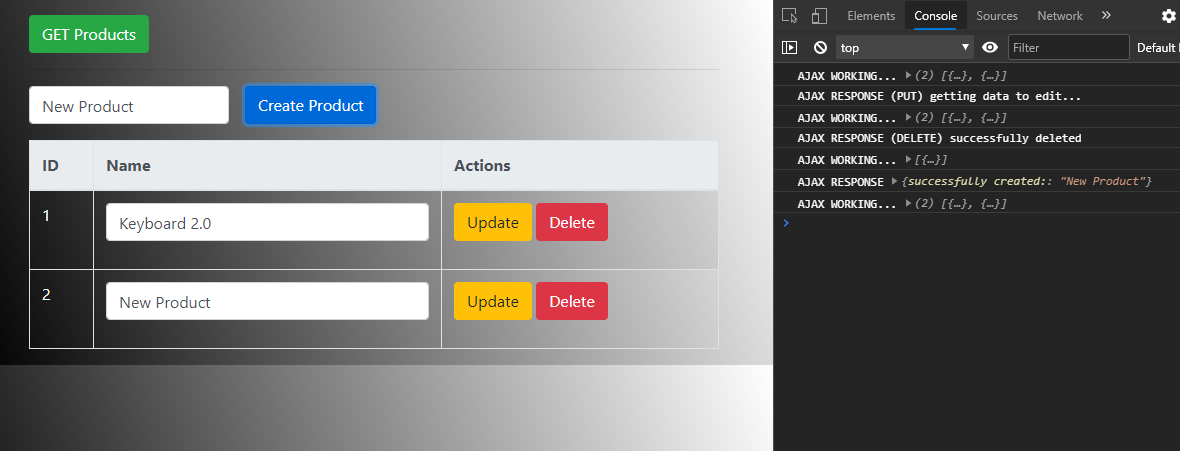 GET Products
New Product Create Product
ID Name Actions
1 Keyboard 2.0 Update Delete
2 New Product Update Delete
Elements Console Sources Network »
top ▼ Filter Default
AJAX WORKING... ▶(2) [{…}, {…}]
AJAX RESPONSE (PUT) getting data to edit...
AJAX WORKING... ▶(2) [{…}, {…}]
AJAX RESPONSE (DELETE) successfully deleted
AJAX WORKING... ▶[{…}]
AJAX RESPONSE ▶{successfully created:: "New Product"}
AJAX WORKING... ▶(2) [{…}, {…}]
>